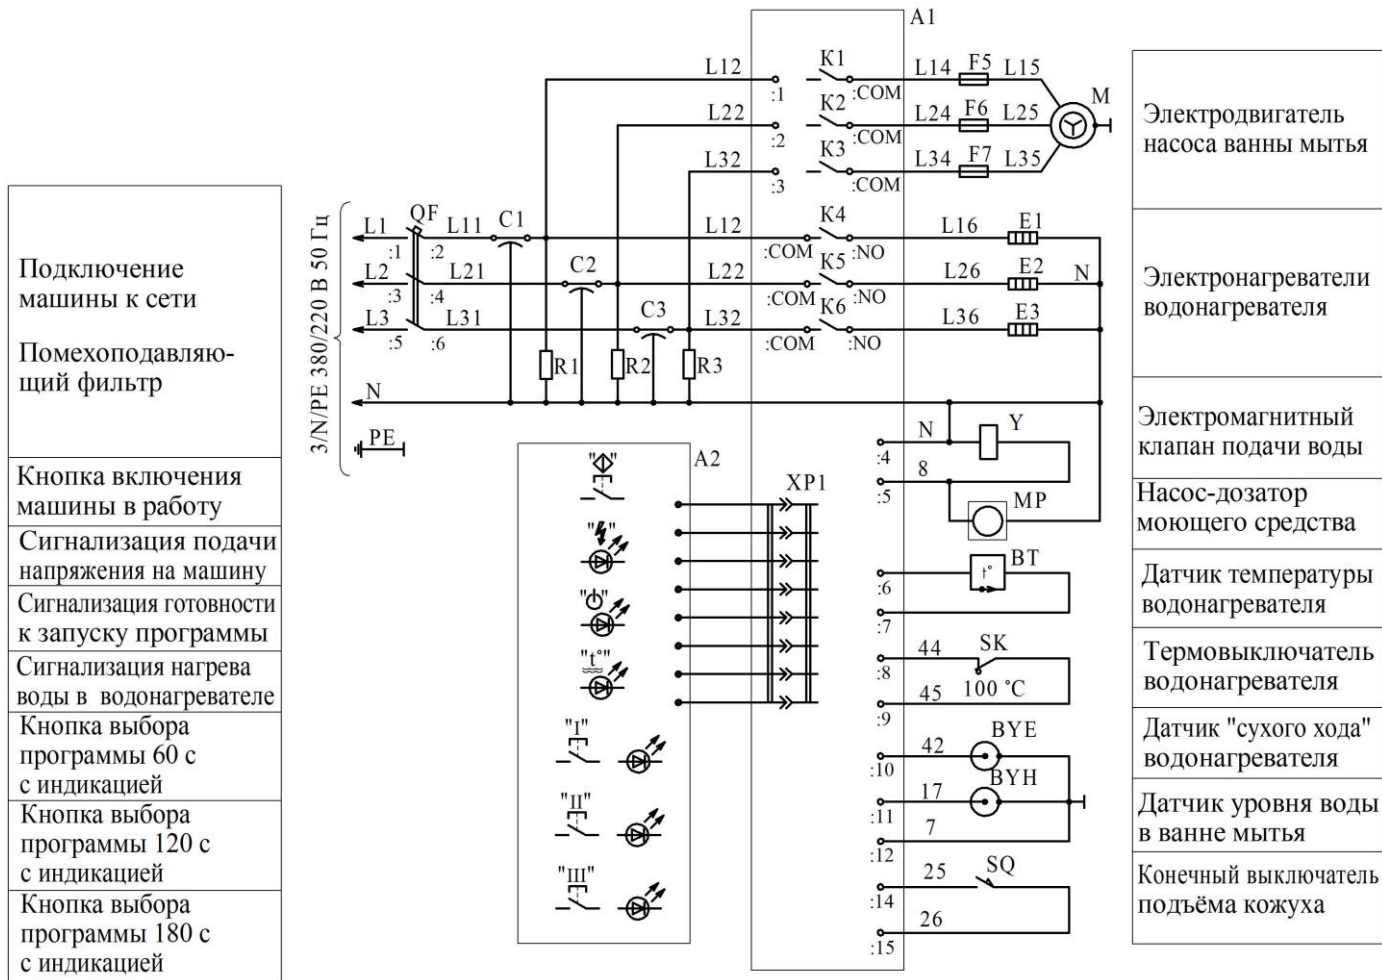 Подключение
машины к сети
Помехоподавляю-
щий фильтр
Кнопка включения
машины в работу
Сигнализация подачи
напряжения на машину
Сигнализация готовности
к запуску программы
Сигнализация нагрева
воды в водонагревателе
Кнопка выбора
программы 60 с
с индикацией
Кнопка выбора
программы 120 с
с индикацией
Кнопка выбора
программы 180 с
с индикацией
3/N/PE 380/220 В 50 Гц
A1
L12 :1 K1 :COM L14 F5 L15
L22 :2 K2 :COM L24 F6 L25 M
L32 :3 K3 :COM L34 F7 L35
L1 :1 QF :2 L11 C1 L12 :COM K4 :NO L16 E1
L2 :3 :4 L21 C2 L22 :COM K5 :NO L26 E2 N
L3 :5 :6 L31 C3 L32 :COM K6 :NO L36 E3
R1 R2 R3
N
PE
A2
XP1
"t°"
"I"
"II"
"III"
:4 N Y
:5 8 MP
:6 t° BT
:7
:8 44 SK
100 °C
:9 45
:10 42 BYE
:11 17 BYH
:12 7
:14 25 SQ
:15 26
Электродвигатель
насоса ванны мытья
Электронагреватели
водонагревателя
Электромагнитный
клапан подачи воды
Насос-дозатор
моющего средства
Датчик температуры
водонагревателя
Термовыключатель
водонагревателя
Датчик "сухого хода"
водонагревателя
Датчик уровня воды
в ванне мытья
Конечный выключатель
подъёма кожуха